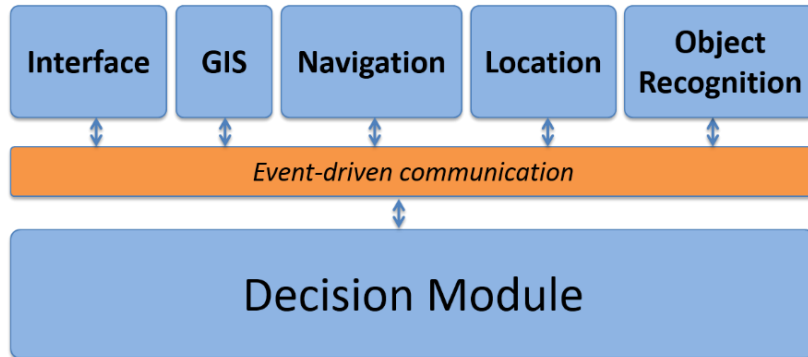 Interface
GIS
Navigation
Location
Object
Recognition
Event-driven communication
Decision Module